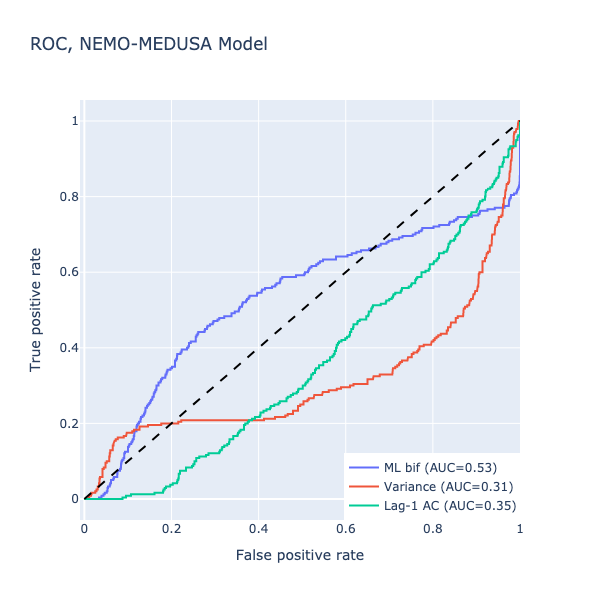 ROC, NEMO-MEDUSA Model
True positive rate
1
0.8
0.6
0.4
0.2
0
0 0.2 0.4 0.6 0.8 1
False positive rate
ML bif (AUC=0.53)
Variance (AUC=0.31)
Lag-1 AC (AUC=0.35)